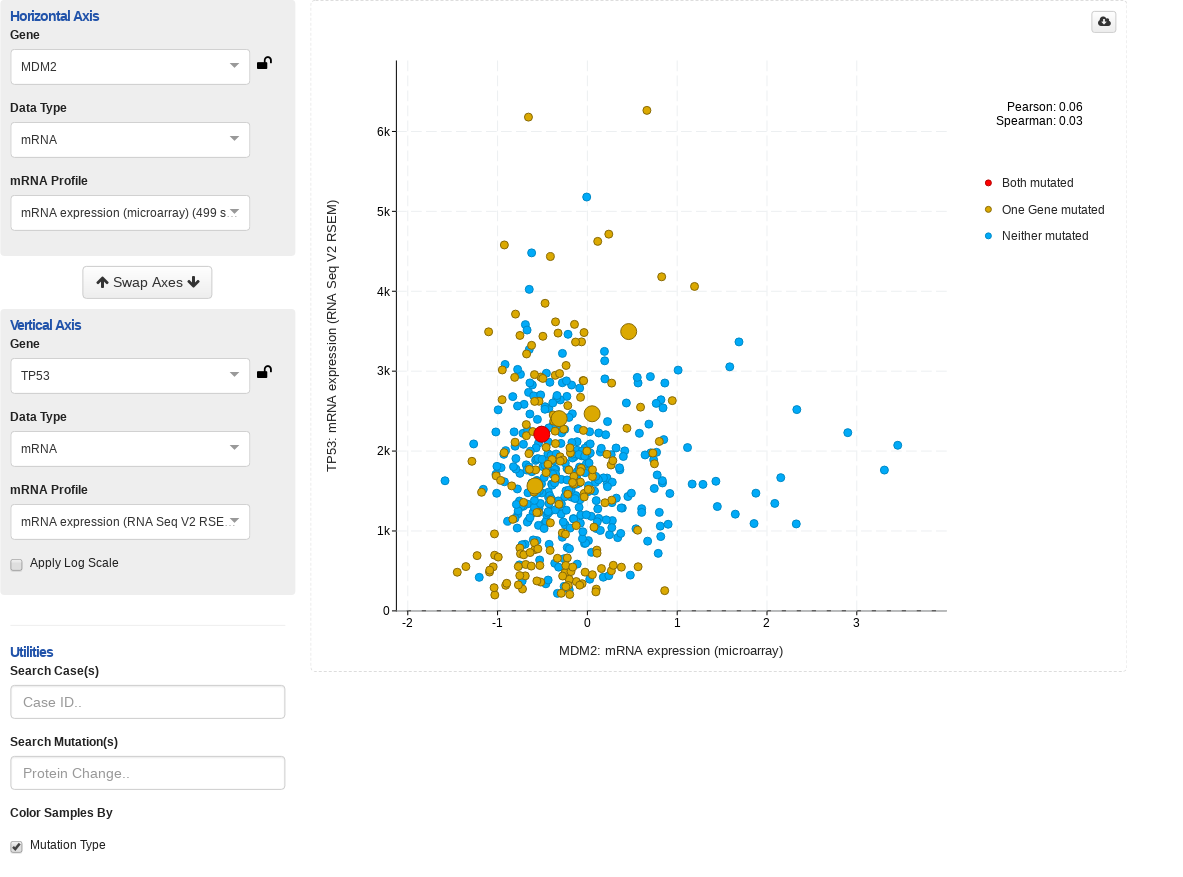 Horizontal Axis
Gene
MDM2
Data Type
mRNA
mRNA Profile
mRNA expression (microarray) (499 s...
Swap Axes
Vertical Axis
Gene
TP53
Data Type
mRNA
mRNA Profile
mRNA expression (RNA Seq V2 RSE...
Apply Log Scale
Utilities
Search Case(s)
Case ID..
Search Mutation(s)
Protein Change..
Color Samples By
Mutation Type
TP53: mRNA expression (RNA Seq V2 RSEM)
6k
5k
4k
3k
2k
1k
0
-2 -1 0 1 2 3
MDM2: mRNA expression (microarray)
Pearson: 0.06
Spearman: 0.03
Both mutated
One Gene mutated
Neither mutated